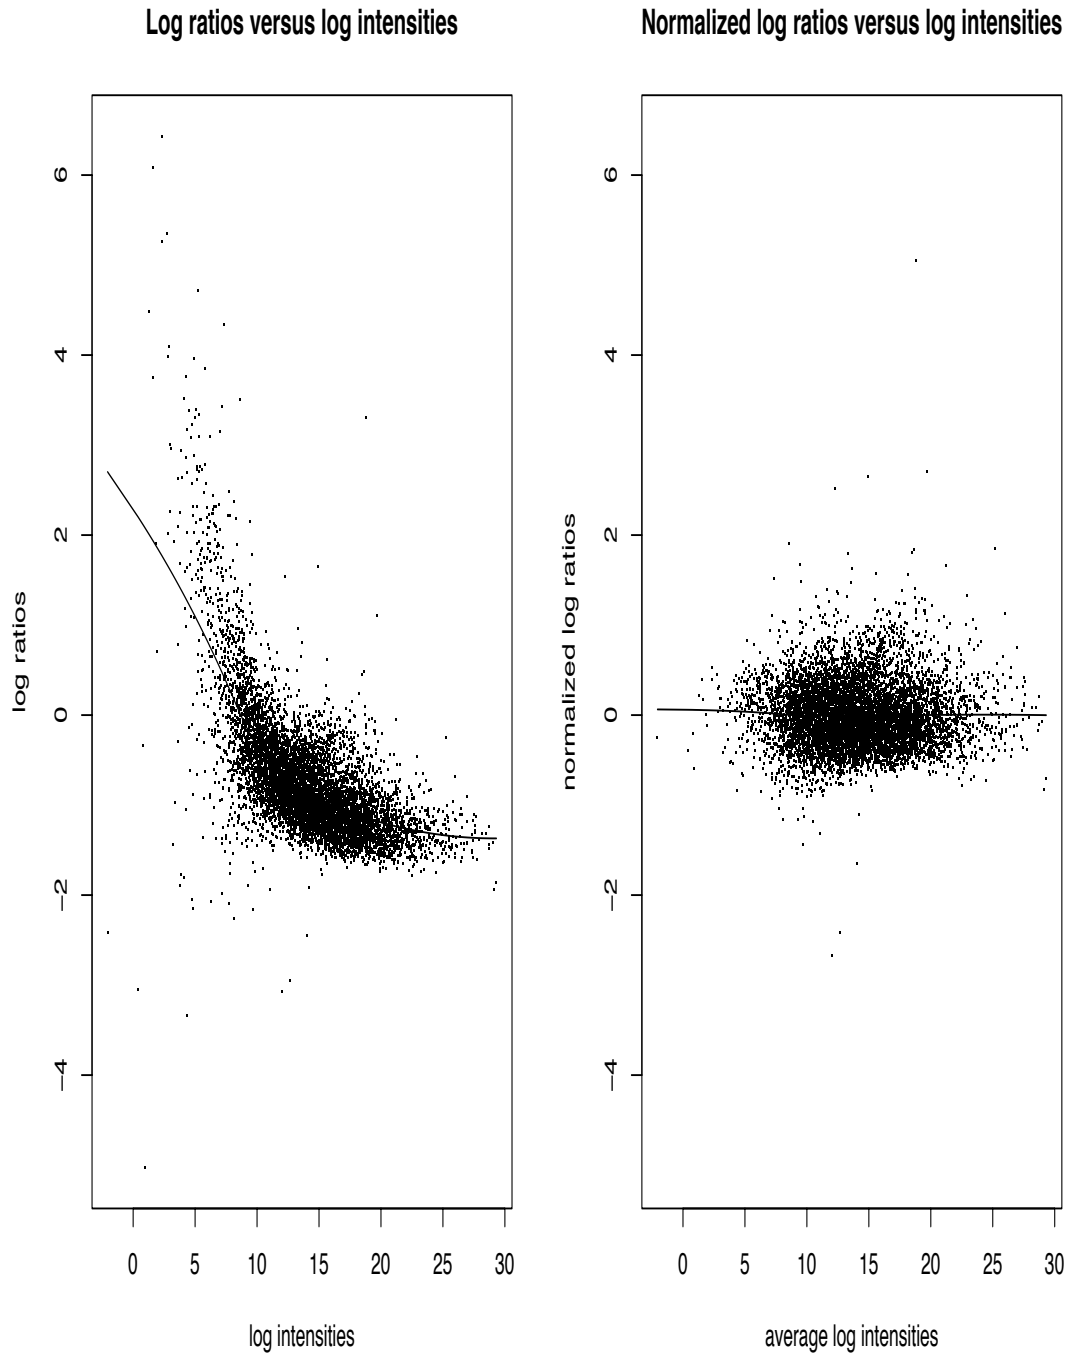 Log ratios versus log intensities
Normalized log ratios versus log intensities
log ratios
6
4
2
0
−2
−4
0 5 10 15 20 25 30
log intensities
normalized log ratios
6
4
2
0
−2
−4
0 5 10 15 20 25 30
average log intensities